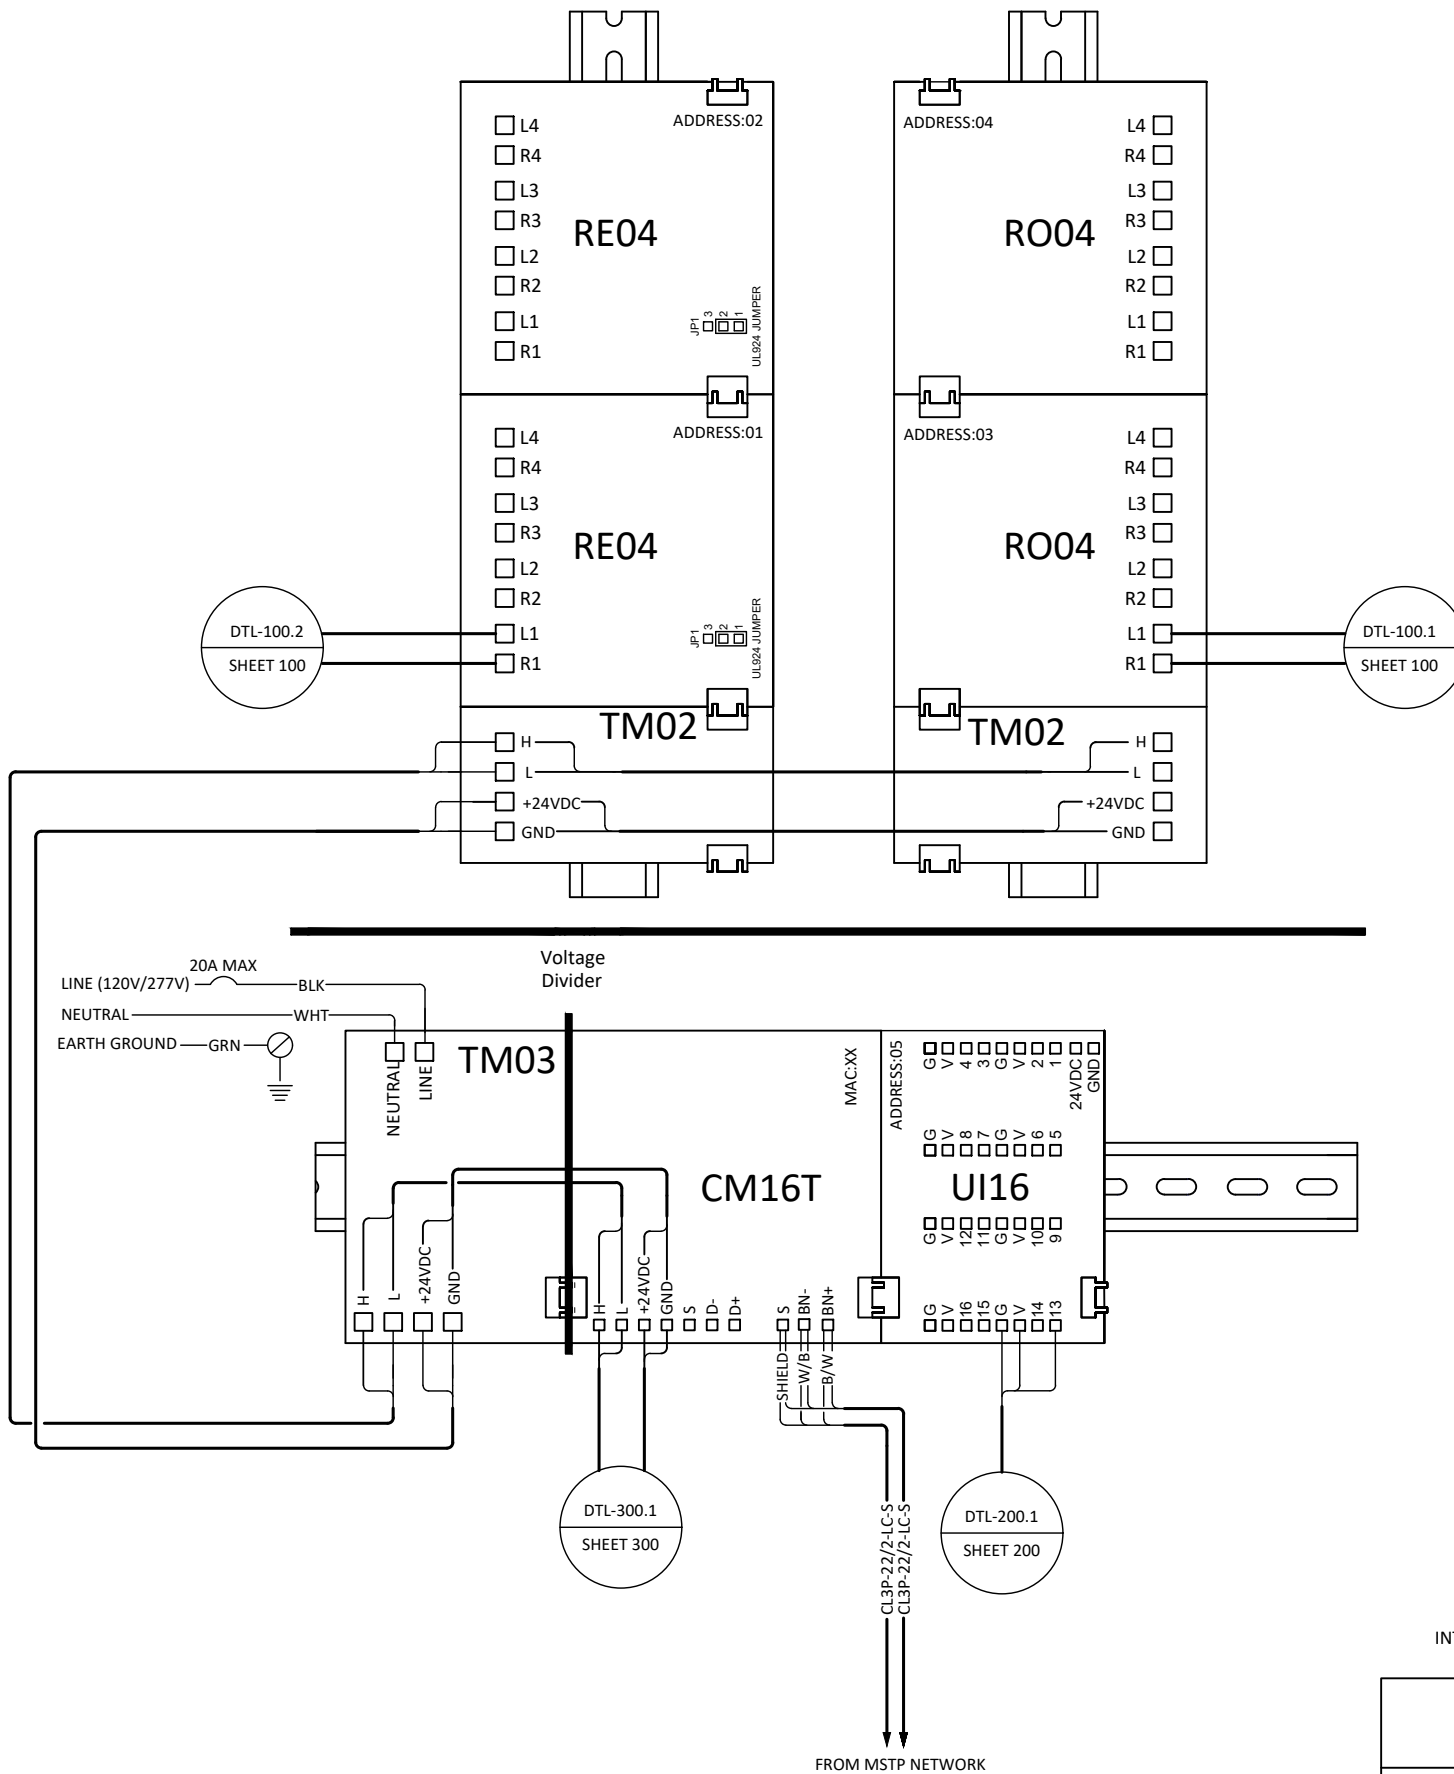 ADDRESS:02
L4
R4
L3
R3
L2
R2
L1
R1
RE04
JP1
3
2
1
UL924 JUMPER
ADDRESS:04
L4
R4
L3
R3
L2
R2
L1
R1
RO04
ADDRESS:01
L4
R4
L3
R3
L2
R2
L1
R1
RE04
JP1
3
2
1
UL924 JUMPER
ADDRESS:03
L4
R4
L3
R3
L2
R2
L1
R1
RO04
DTL-100.2
SHEET 100
DTL-100.1
SHEET 100
TM02
H
L
+24VDC
GND
TM02
H
L
+24VDC
GND
Voltage
Divider
20A MAX
LINE (120V/277V)
BLK
NEUTRAL
WHT
EARTH GROUND
GRN
NEUTRAL
LINE
TM03
H
L
+24VDC
GND
MAC:XX
CM16T
H
L
+24VDC
GND
S
D-
D+
S
BN-
BN+
ADDRESS:05
UI16
G
V
4
3
G
V
2
1
24VDC
GND
G
V
8
7
G
V
6
5
G
V
12
11
G
V
10
9
G
V
16
15
G
V
14
13
SHIELD
W/B
B/W
DTL-300.1
SHEET 300
CL3P-22/2-LC-S
CL3P-22/2-LC-S
DTL-200.1
SHEET 200
FROM MSTP NETWORK